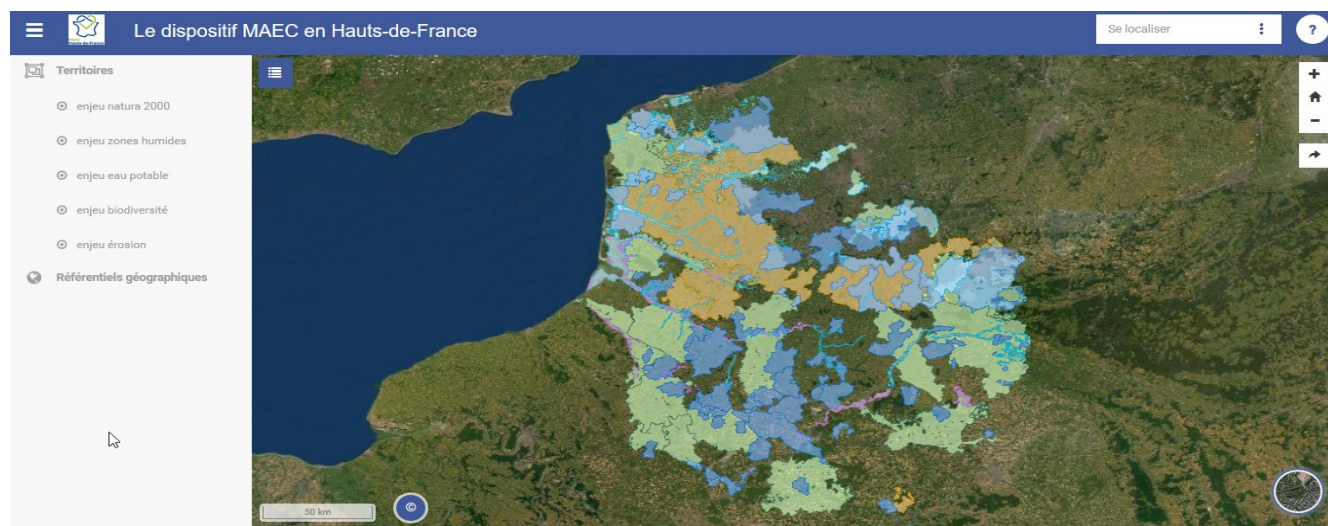 Le dispositif MAEC en Hauts-de-France
Se localiser
?
Territoires
enjeu natura 2000
enjeu zones humides
enjeu eau potable
enjeu biodiversité
enjeu érosion
Référentiels géographiques
50 km
©